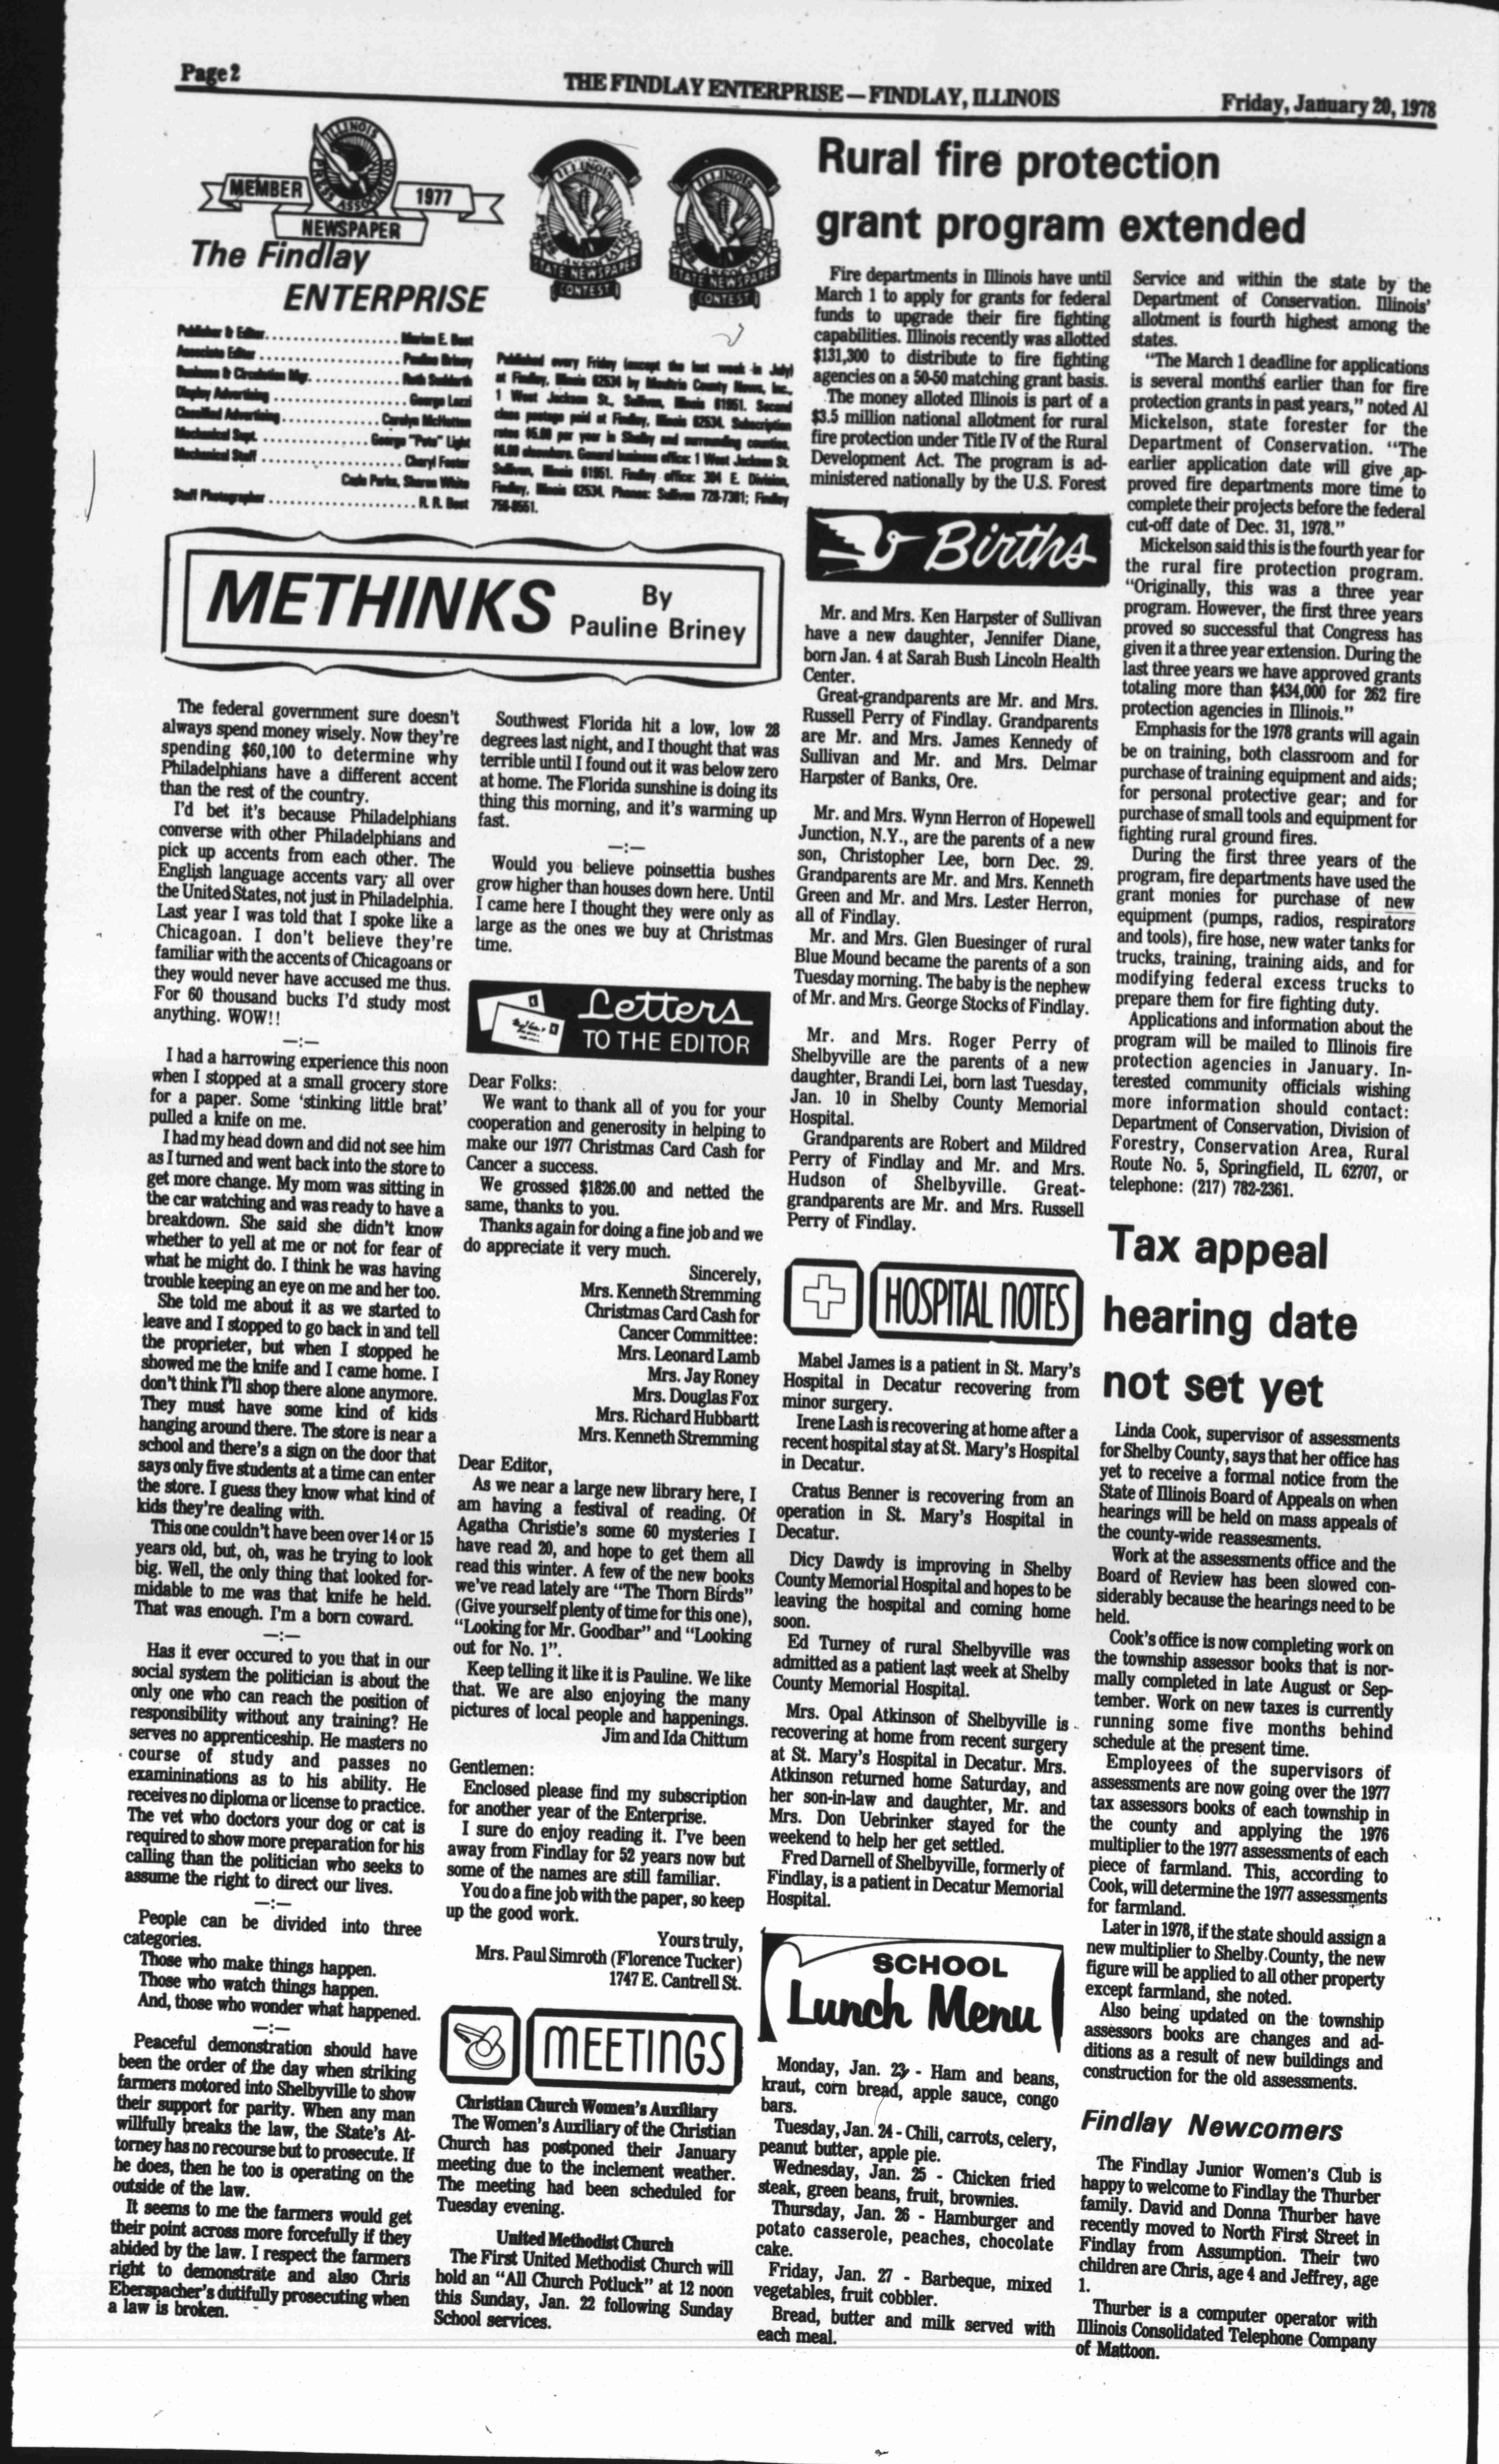 Page 2
THE FINDLAY ENTERPRISE — FINDLAY, ILLINOIS
Friday, January 20, 1978
ILLINOIS
PRESS ASSOCIATION
MEMBER
1977
NEWSPAPER
The Findlay
ENTERPRISE
ILLINOIS
PRESS ASSOCIATION
STATE NEWSPAPER
CONTEST
ILLINOIS
PRESS ASSOCIATION
STATE NEWSPAPER
CONTEST
Publisher & Editor.................. Marion E. Best
Associate Editor .................. Pauline Briney
Business & Circulation Mgr. ............ Ruth Suddarth
Display Advertising .................. George Lazzi
Classified Advertising.............. Carolyn McHatten
Mechanical Supt. .............. George "Pete" Light
Mechanical Staff .................. Cheryl Foster
Cade Perks, Sharon White
Staff Photographer .................. R. R. Best
Published every Friday (except the last week in July)
at Findlay, Illinois 62534 by Moultrie County News, Inc.,
1 West Jackson St., Sullivan, Illinois 61951. Second
class postage paid at Findlay, Illinois 62534. Subscription
rates $5.00 per year in Shelby and surrounding counties,
$6.00 elsewhere. General business office: 1 West Jackson St.
Sullivan, Illinois 61951. Findlay office: 304 E. Division,
Findlay, Illinois 62534. Phones: Sullivan 728-7381; Findlay
756-8551.
METHINKS
By
Pauline Briney
The federal government sure doesn't
always spend money wisely. Now they're
spending $60,100 to determine why
Philadelphians have a different accent
than the rest of the country.
I'd bet it's because Philadelphians
converse with other Philadelphians and
pick up accents from each other. The
English language accents vary all over
the United States, not just in Philadelphia.
Last year I was told that I spoke like a
Chicagoan. I don't believe they're
familiar with the accents of Chicagoans or
they would never have accused me thus.
For 60 thousand bucks I'd study most
anything. WOW!!
—:—
I had a harrowing experience this noon
when I stopped at a small grocery store
for a paper. Some 'stinking little brat'
pulled a knife on me.
I had my head down and did not see him
as I turned and went back into the store to
get more change. My mom was sitting in
the car watching and was ready to have a
breakdown. She said she didn't know
whether to yell at me or not for fear of
what he might do. I think he was having
trouble keeping an eye on me and her too.
She told me about it as we started to
leave and I stopped to go back in and tell
the proprieter, but when I stopped he
showed me the knife and I came home. I
don't think I'll shop there alone anymore.
They must have some kind of kids
hanging around there. The store is near a
school and there's a sign on the door that
says only five students at a time can enter
the store. I guess they know what kind of
kids they're dealing with.
This one couldn't have been over 14 or 15
years old, but, oh, was he trying to look
big. Well, the only thing that looked for-
midable to me was that knife he held.
That was enough. I'm a born coward.
—:—
Has it ever occured to you that in our
social system the politician is about the
only one who can reach the position of
responsibility without any training? He
serves no apprenticeship. He masters no
course of study and passes no
examininations as to his ability. He
receives no diploma or license to practice.
The vet who doctors your dog or cat is
required to show more preparation for his
calling than the politician who seeks to
assume the right to direct our lives.
—:—
People can be divided into three
categories.
Those who make things happen.
Those who watch things happen.
And, those who wonder what happened.
—:—
Peaceful demonstration should have
been the order of the day when striking
farmers motored into Shelbyville to show
their support for parity. When any man
willfully breaks the law, the State's At-
torney has no recourse but to prosecute. If
he does, then he too is operating on the
outside of the law.
It seems to me the farmers would get
their point across more forcefully if they
abided by the law. I respect the farmers
right to demonstrate and also Chris
Eberspacher's dutifully prosecuting when
a law is broken.
Southwest Florida hit a low, low 28
degrees last night, and I thought that was
terrible until I found out it was below zero
at home. The Florida sunshine is doing its
thing this morning, and it's warming up
fast.
—:—
Would you believe poinsettia bushes
grow higher than houses down here. Until
I came here I thought they were only as
large as the ones we buy at Christmas
time.
Letters
TO THE EDITOR
Dear Folks:
We want to thank all of you for your
cooperation and generosity in helping to
make our 1977 Christmas Card Cash for
Cancer a success.
We grossed $1826.00 and netted the
same, thanks to you.
Thanks again for doing a fine job and we
do appreciate it very much.
Sincerely,
Mrs. Kenneth Stremming
Christmas Card Cash for
Cancer Committee:
Mrs. Leonard Lamb
Mrs. Jay Roney
Mrs. Douglas Fox
Mrs. Richard Hubbartt
Mrs. Kenneth Stremming
Dear Editor,
As we near a large new library here, I
am having a festival of reading. Of
Agatha Christie's some 60 mysteries I
have read 20, and hope to get them all
read this winter. A few of the new books
we've read lately are "The Thorn Birds"
(Give yourself plenty of time for this one),
"Looking for Mr. Goodbar" and "Looking
out for No. 1".
Keep telling it like it is Pauline. We like
that. We are also enjoying the many
pictures of local people and happenings.
Jim and Ida Chittum
Gentlemen:
Enclosed please find my subscription
for another year of the Enterprise.
I sure do enjoy reading it. I've been
away from Findlay for 52 years now but
some of the names are still familiar.
You do a fine job with the paper, so keep
up the good work.
Yours truly,
Mrs. Paul Simroth (Florence Tucker)
1747 E. Cantrell St.
MEETINGS
Christian Church Women's Auxiliary
The Women's Auxiliary of the Christian
Church has postponed their January
meeting due to the inclement weather.
The meeting had been scheduled for
Tuesday evening.
United Methodist Church
The First United Methodist Church will
hold an "All Church Potluck" at 12 noon
this Sunday, Jan. 22 following Sunday
School services.
Rural fire protection
grant program extended
Fire departments in Illinois have until
March 1 to apply for grants for federal
funds to upgrade their fire fighting
capabilities. Illinois recently was allotted
$131,300 to distribute to fire fighting
agencies on a 50-50 matching grant basis.
The money alloted Illinois is part of a
$3.5 million national allotment for rural
fire protection under Title IV of the Rural
Development Act. The program is ad-
ministered nationally by the U.S. Forest
Service and within the state by the
Department of Conservation. Illinois'
allotment is fourth highest among the
states.
"The March 1 deadline for applications
is several months earlier than for fire
protection grants in past years," noted Al
Mickelson, state forester for the
Department of Conservation. "The
earlier application date will give ap-
proved fire departments more time to
complete their projects before the federal
cut-off date of Dec. 31, 1978."
Mickelson said this is the fourth year for
the rural fire protection program.
"Originally, this was a three year
program. However, the first three years
proved so successful that Congress has
given it a three year extension. During the
last three years we have approved grants
totaling more than $434,000 for 262 fire
protection agencies in Illinois."
Emphasis for the 1978 grants will again
be on training, both classroom and for
purchase of training equipment and aids;
for personal protective gear; and for
purchase of small tools and equipment for
fighting rural ground fires.
During the first three years of the
program, fire departments have used the
grant monies for purchase of new
equipment (pumps, radios, respirators
and tools), fire hose, new water tanks for
trucks, training, training aids, and for
modifying federal excess trucks to
prepare them for fire fighting duty.
Applications and information about the
program will be mailed to Illinois fire
protection agencies in January. In-
terested community officials wishing
more information should contact:
Department of Conservation, Division of
Forestry, Conservation Area, Rural
Route No. 5, Springfield, IL 62707, or
telephone: (217) 782-2361.
Births
Mr. and Mrs. Ken Harpster of Sullivan
have a new daughter, Jennifer Diane,
born Jan. 4 at Sarah Bush Lincoln Health
Center.
Great-grandparents are Mr. and Mrs.
Russell Perry of Findlay. Grandparents
are Mr. and Mrs. James Kennedy of
Sullivan and Mr. and Mrs. Delmar
Harpster of Banks, Ore.
Mr. and Mrs. Wynn Herron of Hopewell
Junction, N.Y., are the parents of a new
son, Christopher Lee, born Dec. 29.
Grandparents are Mr. and Mrs. Kenneth
Green and Mr. and Mrs. Lester Herron,
all of Findlay.
Mr. and Mrs. Glen Buesinger of rural
Blue Mound became the parents of a son
Tuesday morning. The baby is the nephew
of Mr. and Mrs. George Stocks of Findlay.
Mr. and Mrs. Roger Perry of
Shelbyville are the parents of a new
daughter, Brandi Lei, born last Tuesday,
Jan. 10 in Shelby County Memorial
Hospital.
Grandparents are Robert and Mildred
Perry of Findlay and Mr. and Mrs.
Hudson of Shelbyville. Great-
grandparents are Mr. and Mrs. Russell
Perry of Findlay.
HOSPITAL NOTES
Mabel James is a patient in St. Mary's
Hospital in Decatur recovering from
minor surgery.
Irene Lash is recovering at home after a
recent hospital stay at St. Mary's Hospital
in Decatur.
Cratus Benner is recovering from an
operation in St. Mary's Hospital in
Decatur.
Dicy Dawdy is improving in Shelby
County Memorial Hospital and hopes to be
leaving the hospital and coming home
soon.
Ed Turney of rural Shelbyville was
admitted as a patient last week at Shelby
County Memorial Hospital.
Mrs. Opal Atkinson of Shelbyville is
recovering at home from recent surgery
at St. Mary's Hospital in Decatur. Mrs.
Atkinson returned home Saturday, and
her son-in-law and daughter, Mr. and
Mrs. Don Uebrinker stayed for the
weekend to help her get settled.
Fred Darnell of Shelbyville, formerly of
Findlay, is a patient in Decatur Memorial
Hospital.
SCHOOL
Lunch Menu
Monday, Jan. 23 - Ham and beans,
kraut, corn bread, apple sauce, congo
bars.
Tuesday, Jan. 24 - Chili, carrots, celery,
peanut butter, apple pie.
Wednesday, Jan. 25 - Chicken fried
steak, green beans, fruit, brownies.
Thursday, Jan. 26 - Hamburger and
potato casserole, peaches, chocolate
cake.
Friday, Jan. 27 - Barbeque, mixed
vegetables, fruit cobbler.
Bread, butter and milk served with
each meal.
Tax appeal
hearing date
not set yet
Linda Cook, supervisor of assessments
for Shelby County, says that her office has
yet to receive a formal notice from the
State of Illinois Board of Appeals on when
hearings will be held on mass appeals of
the county-wide reassesments.
Work at the assessments office and the
Board of Review has been slowed con-
siderably because the hearings need to be
held.
Cook's office is now completing work on
the township assessor books that is nor-
mally completed in late August or Sep-
tember. Work on new taxes is currently
running some five months behind
schedule at the present time.
Employees of the supervisors of
assessments are now going over the 1977
tax assessors books of each township in
the county and applying the 1976
multiplier to the 1977 assessments of each
piece of farmland. This, according to
Cook, will determine the 1977 assessments
for farmland.
Later in 1978, if the state should assign a
new multiplier to Shelby County, the new
figure will be applied to all other property
except farmland, she noted.
Also being updated on the township
assessors books are changes and ad-
ditions as a result of new buildings and
construction for the old assessments.
Findlay Newcomers
The Findlay Junior Women's Club is
happy to welcome to Findlay the Thurber
family. David and Donna Thurber have
recently moved to North First Street in
Findlay from Assumption. Their two
children are Chris, age 4 and Jeffrey, age
1.
Thurber is a computer operator with
Illinois Consolidated Telephone Company
of Mattoon.